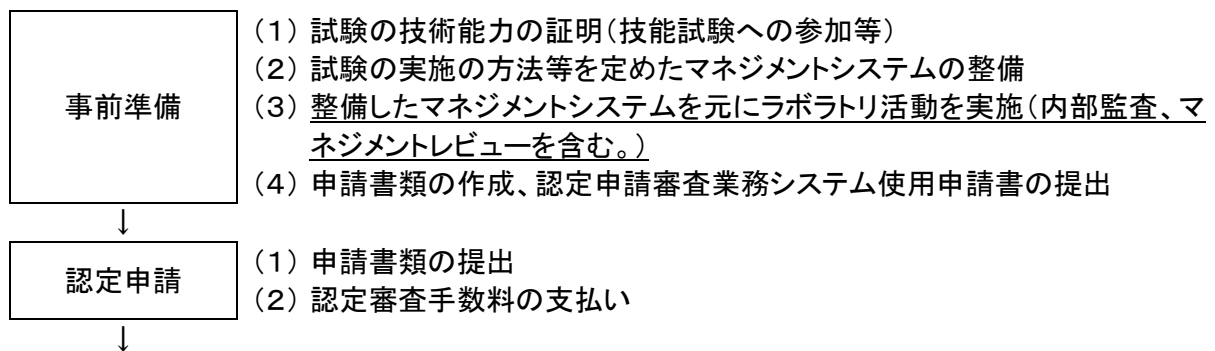 事前準備
(1) 試験の技術能力の証明(技能試験への参加等)
(2) 試験の実施の方法等を定めたマネジメントシステムの整備
(3) 整備したマネジメントシステムを元にラボラトリ活動を実施(内部監査、マ
ネジメントレビューを含む。)
(4) 申請書類の作成、認定申請審査業務システム使用申請書の提出
↓
認定申請
(1) 申請書類の提出
(2) 認定審査手数料の支払い
↓